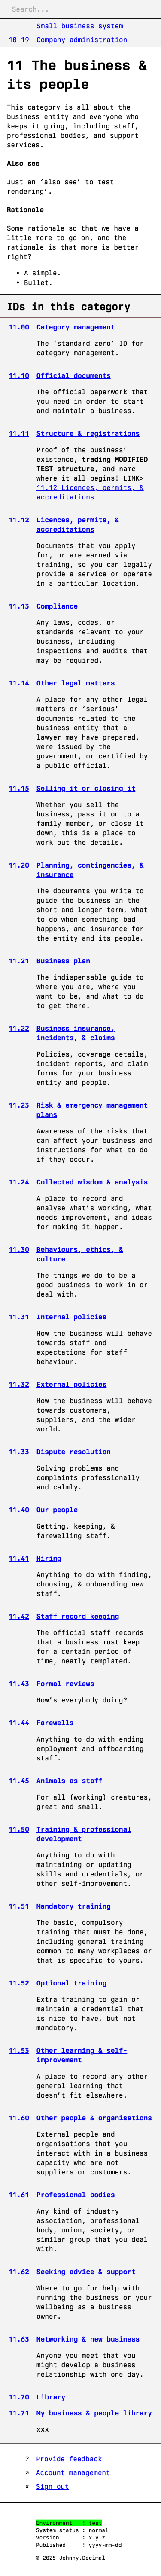 Search...
Small business system
10-19 Company administration
11 The business &
its people
This category is all about the
business entity and everyone who
keeps it going, including staff,
professional bodies, and support
services.
Also see
Just an ‘also see’ to test
rendering’.
Rationale
Some rationale so that we have a
little more to go on, and the
rationale is that more is better
right?
• A simple.
• Bullet.
IDs in this category
11.00 Category management
The ‘standard zero’ ID for
category management.
11.10 Official documents
The official paperwork that
you need in order to start
and maintain a business.
11.11 Structure & registrations
Proof of the business’
existence, trading MODIFIED
TEST structure, and name –
where it all begins! LINK>
11.12 Licences, permits, &
accreditations
11.12 Licences, permits, &
accreditations
Documents that you apply
for, or are earned via
training, so you can legally
provide a service or operate
in a particular location.
11.13 Compliance
Any laws, codes, or
standards relevant to your
business, including
inspections and audits that
may be required.
11.14 Other legal matters
A place for any other legal
matters or ‘serious’
documents related to the
business entity that a
lawyer may have prepared,
were issued by the
government, or certified by
a public official.
11.15 Selling it or closing it
Whether you sell the
business, pass it on to a
family member, or close it
down, this is a place to
work out the details.
11.20 Planning, contingencies, &
insurance
The documents you write to
guide the business in the
short and longer term, what
to do when something bad
happens, and insurance for
the entity and its people.
11.21 Business plan
The indispensable guide to
where you are, where you
want to be, and what to do
to get there.
11.22 Business insurance,
incidents, & claims
Policies, coverage details,
incident reports, and claim
forms for your business
entity and people.
11.23 Risk & emergency management
plans
Awareness of the risks that
can affect your business and
instructions for what to do
if they occur.
11.24 Collected wisdom & analysis
A place to record and
analyse what’s working, what
needs improvement, and ideas
for making it happen.
11.30 Behaviours, ethics, &
culture
The things we do to be a
good business to work in or
deal with.
11.31 Internal policies
How the business will behave
towards staff and
expectations for staff
behaviour.
11.32 External policies
How the business will behave
towards customers,
suppliers, and the wider
world.
11.33 Dispute resolution
Solving problems and
complaints professionally
and calmly.
11.40 Our people
Getting, keeping, &
farewelling staff.
11.41 Hiring
Anything to do with finding,
choosing, & onboarding new
staff.
11.42 Staff record keeping
The official staff records
that a business must keep
for a certain period of
time, neatly templated.
11.43 Formal reviews
How’s everybody doing?
11.44 Farewells
Anything to do with ending
employment and offboarding
staff.
11.45 Animals as staff
For all (working) creatures,
great and small.
11.50 Training & professional
development
Anything to do with
maintaining or updating
skills and credentials, or
other self-improvement.
11.51 Mandatory training
The basic, compulsory
training that must be done,
including general training
common to many workplaces or
that is specific to yours.
11.52 Optional training
Extra training to gain or
maintain a credential that
is nice to have, but not
mandatory.
11.53 Other learning & self-
improvement
A place to record any other
general learning that
doesn’t fit elsewhere.
11.60 Other people & organisations
External people and
organisations that you
interact with in a business
capacity who are not
suppliers or customers.
11.61 Professional bodies
Any kind of industry
association, professional
body, union, society, or
similar group that you deal
with.
11.62 Seeking advice & support
Where to go for help with
running the business or your
wellbeing as a business
owner.
11.63 Networking & new business
Anyone you meet that you
might develop a business
relationship with one day.
11.70 Library
11.71 My business & people library
xxx
? Provide feedback
↗ Account management
× Sign out
Environment : test
System status : normal
Version : x.y.z
Published : yyyy-mm-dd
© 2025 Johnny.Decimal